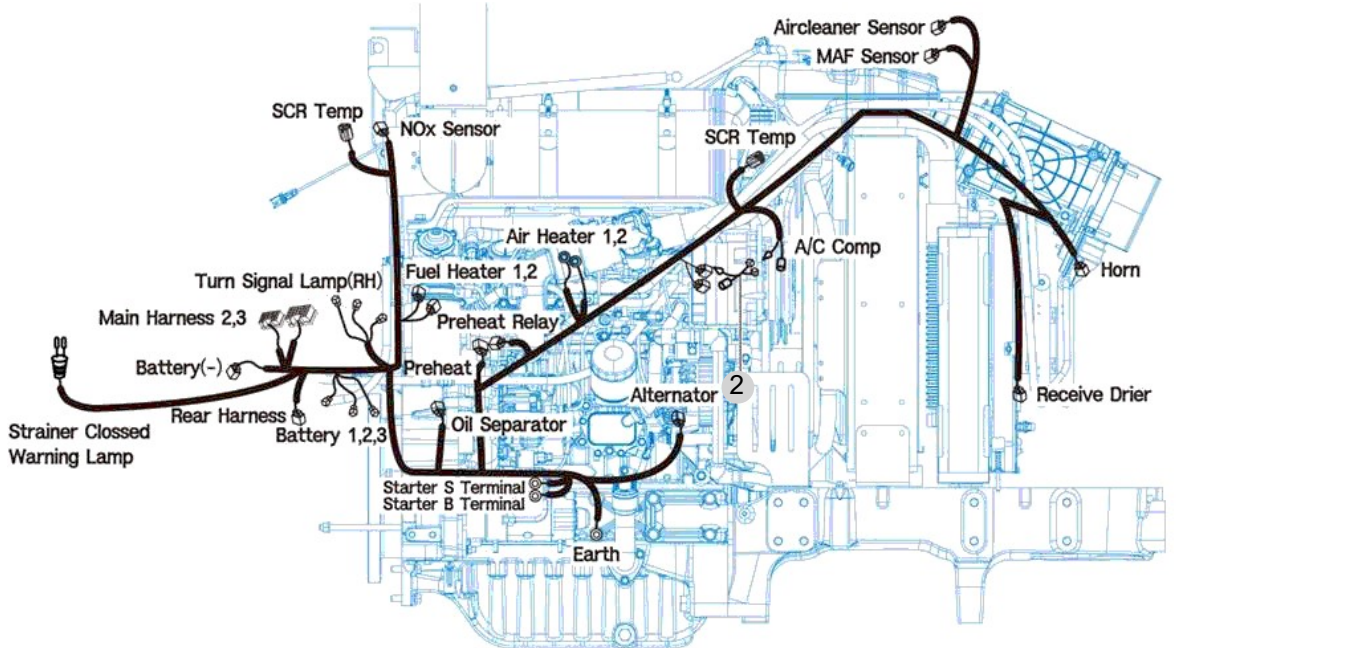 Aircleaner Sensor
MAF Sensor
SCR Temp
NOx Sensor
SCR Temp
Air Heater 1,2
A/C Comp
Horn
Turn Signal Lamp(RH)
Fuel Heater 1,2
Main Harness 2,3
Preheat Relay
Battery(-)
Preheat
2
Alternator
Receive Drier
Rear Harness
Oil Separator
Battery 1,2,3
Strainer Clossed
Warning Lamp
Starter S Terminal
Starter B Terminal
Earth